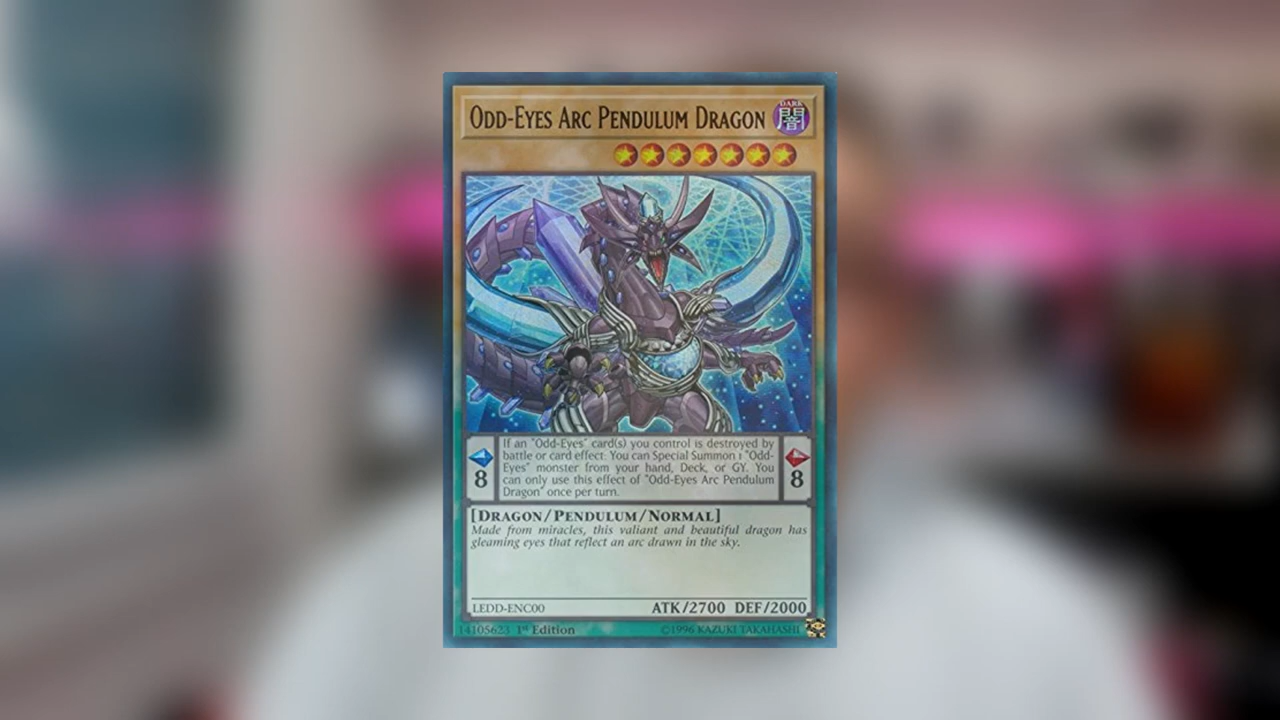 ODD-EYES ARC PENDULUM DRAGON
DARK
闇
If an "Odd-Eyes" card(s) you control is destroyed by
battle or card effect: You can Special Summon 1 "Odd-
Eyes" monster from your hand, Deck, or GY. You
can only use this effect of "Odd-Eyes Arc Pendulum
Dragon" once per turn.
8
8
[DRAGON/PENDULUM/NORMAL]
Made from miracles, this valiant and beautiful dragon has
gleaming eyes that reflect an arc drawn in the sky.
LEDD-ENC00
ATK/2700 DEF/2000
14105623 1st Edition
©1996 KAZUKI TAKAHASHI